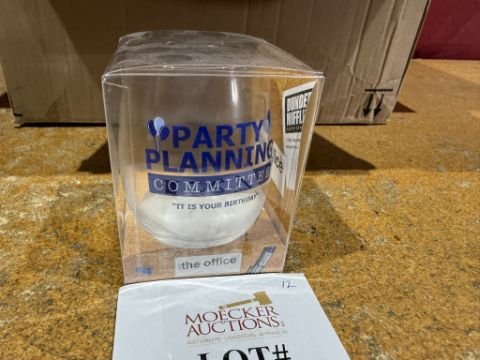 PARTY
PLANNING
COMMITTEE
"IT IS YOUR BIRTHDAY"
DUNDER
MIFFLIN
the office
12
MOECKER
AUCTIONS
LOT#